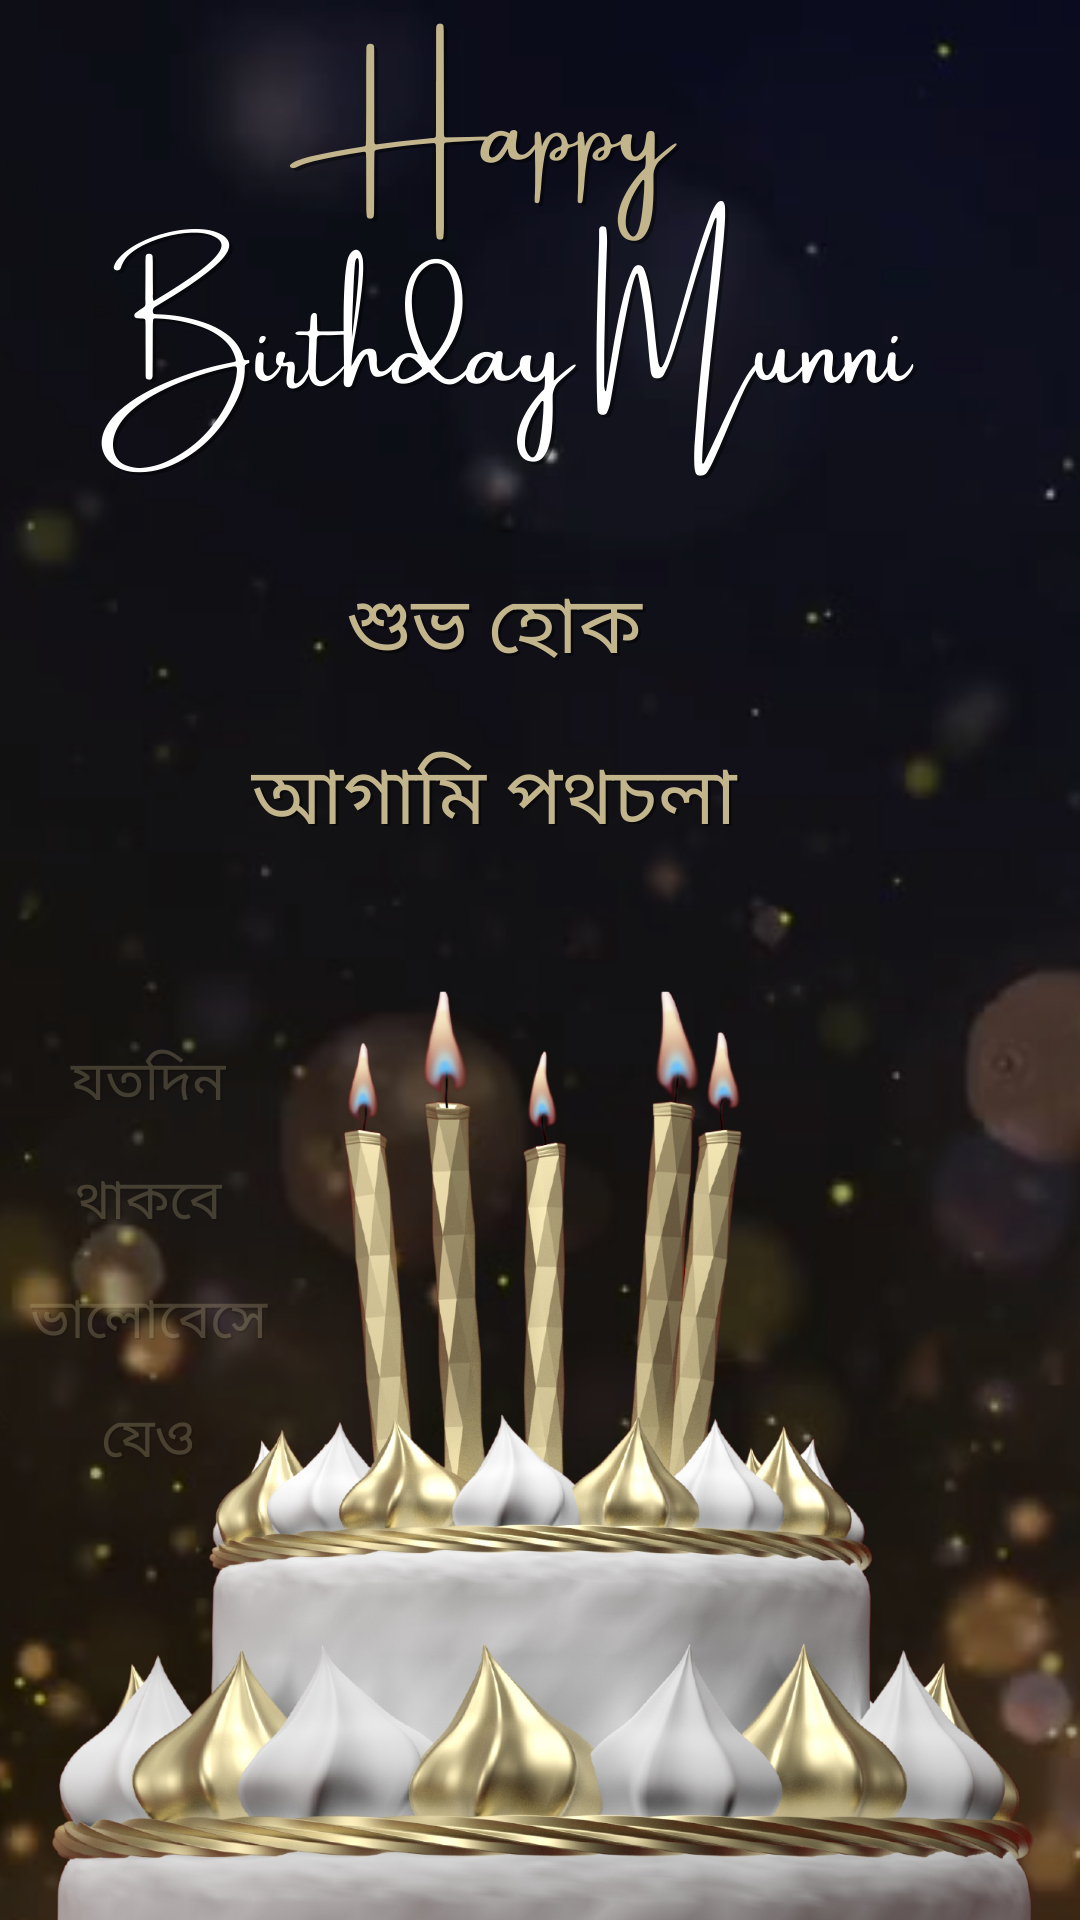 Happy
Birthday Munni
শুভ হোক
আগামি পথচলা
যতদিন
থাকবে
ভালোবেসে
যেও